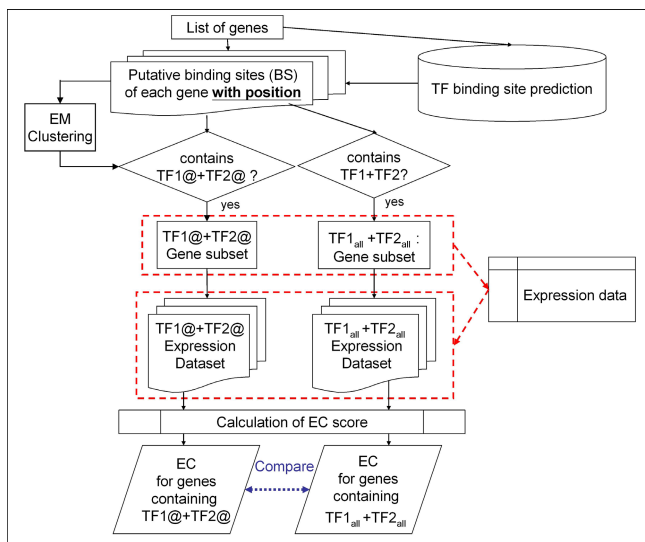 List of genes
Putative binding sites (BS)
of each gene with position
TF binding site prediction
EM
Clustering
contains
TF1@+TF2@ ?
contains
TF1+TF2?
yes
yes
TF1@+TF2@
Gene subset
TF1all +TF2all :
Gene subset
Expression data
TF1@+TF2@
Expression
Dataset
TF1all +TF2all
Expression
Dataset
Calculation of EC score
EC
for genes
containing
TF1@+TF2@
Compare
EC
for genes
containing
TF1all +TF2all